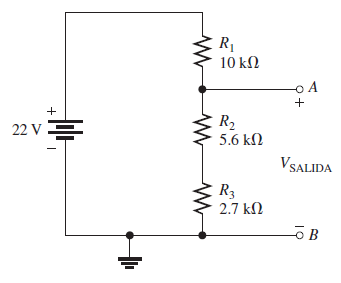 R1
10 kΩ
A
+
+
22 V
−
R2
5.6 kΩ
VSALIDA
R3
2.7 kΩ
−
B